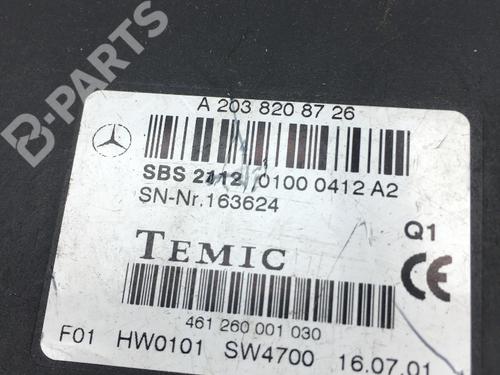 B-PARTS
A 203 820 87 26
SBS 2112 0100 0412 A2
SN-Nr.163624
Q1
TEMIC
CE
461 260 001 030
F01 HW0101 SW4700 16.07.01